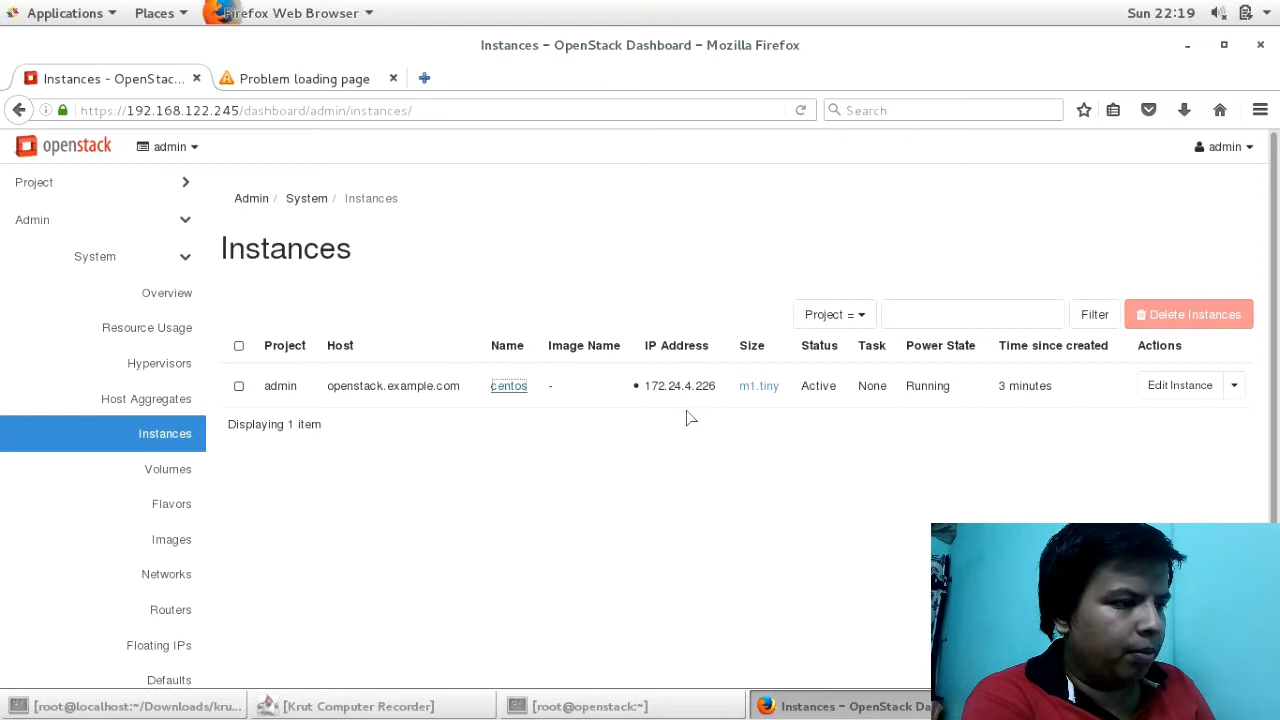 Applications Places Firefox Web Browser Sun 22:19
Instances – OpenStack Dashboard – Mozilla Firefox
Instances - OpenStac... Problem loading page
https://192.168.122.245/dashboard/admin/instances/ Search
openstack admin admin
Project
Admin
System
Overview
Resource Usage
Hypervisors
Host Aggregates
Instances
Volumes
Flavors
Images
Networks
Routers
Floating IPs
Defaults
Admin / System / Instances
Instances
Project = Filter Delete Instances
Project Host Name Image Name IP Address Size Status Task Power State Time since created Actions
admin openstack.example.com centos - • 172.24.4.226 m1.tiny Active None Running 3 minutes Edit Instance
Displaying 1 item
[root@localhost:~/Downloads/kru... [Krut Computer Recorder] [root@openstack:~] Instances – OpenStack Da